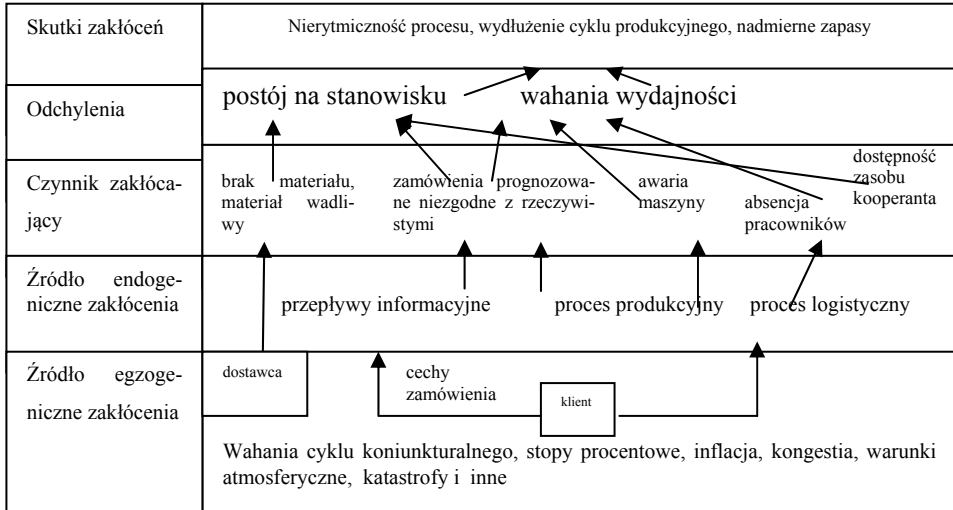 Skutki zakłóceń
Nierytmiczność procesu, wydłużenie cyklu produkcyjnego, nadmierne zapasy
Odchylenia
postój na stanowisku
wahania wydajności
Czynnik zakłóca-
jący
brak materiału,
materiał wadli-
wy
zamówienia prognozowa-
ne niezgodne z rzeczywi-
stymi
awaria
maszyny
absencja
pracowników
dostępność
zasobu
kooperanta
Źródło endoge-
niczne zakłócenia
przepływy informacyjne
proces produkcyjny
proces logistyczny
Źródło egzoge-
niczne zakłócenia
dostawca
cechy
zamówienia
klient
Wahania cyklu koniunkturalnego, stopy procentowe, inflacja, kongestia, warunki
atmosferyczne, katastrofy i inne